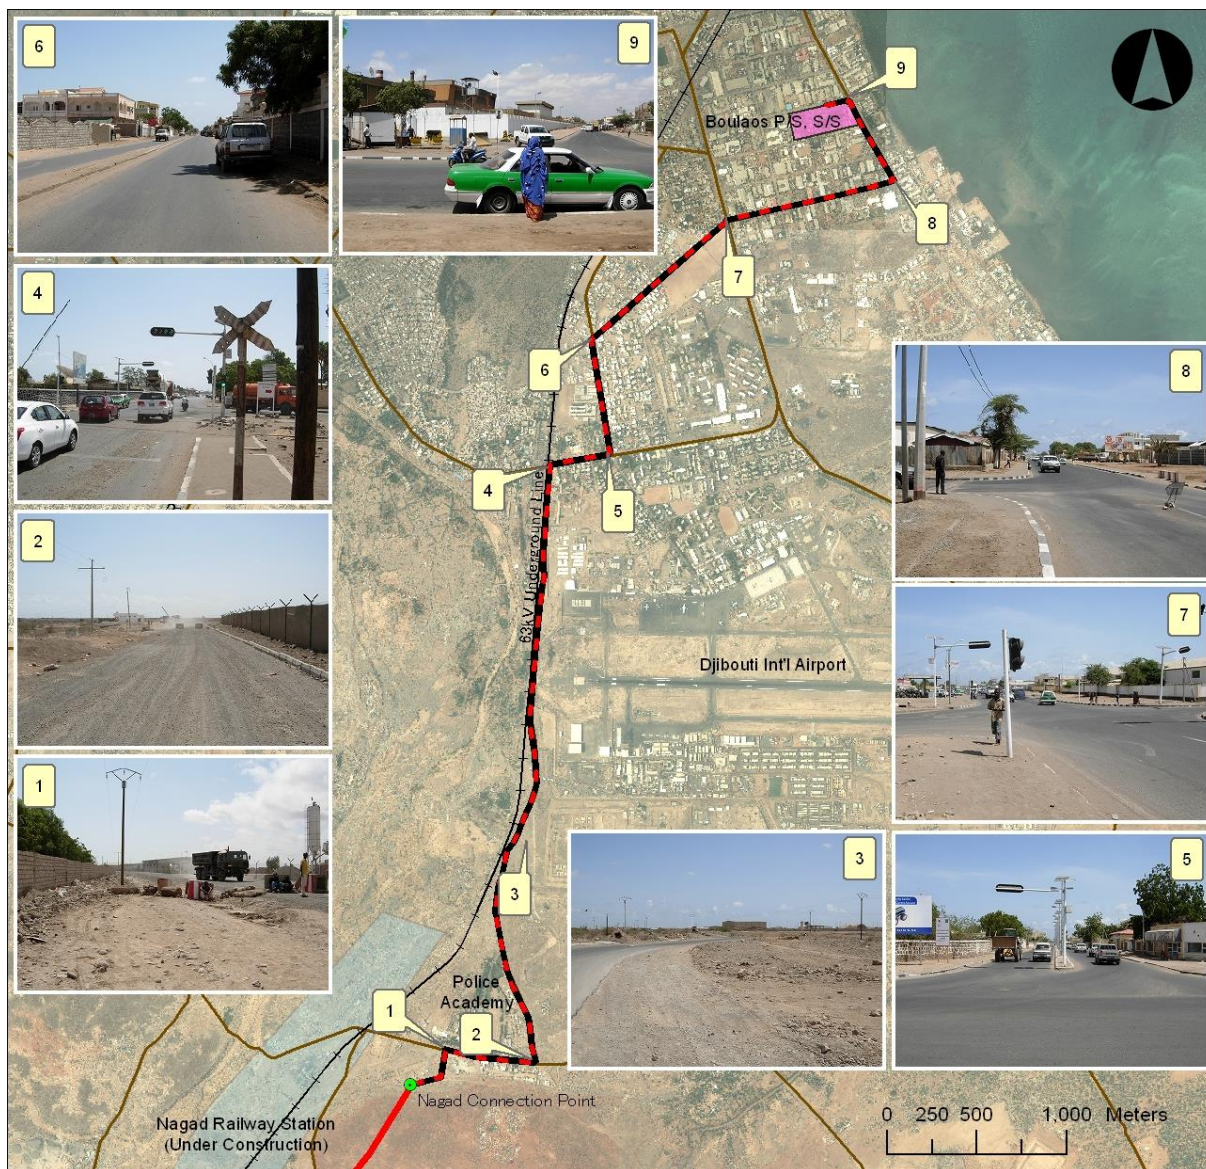 6
9
9
Boulaos P/S, S/S
8
7
4
6
8
4
5
2
63kV Underground Line
7
Djibouti Int'l Airport
1
3
3
5
Police
Academy
1
2
Nagad Connection Point
Nagad Railway Station
(Under Construction)
0 250 500 1,000 Meters